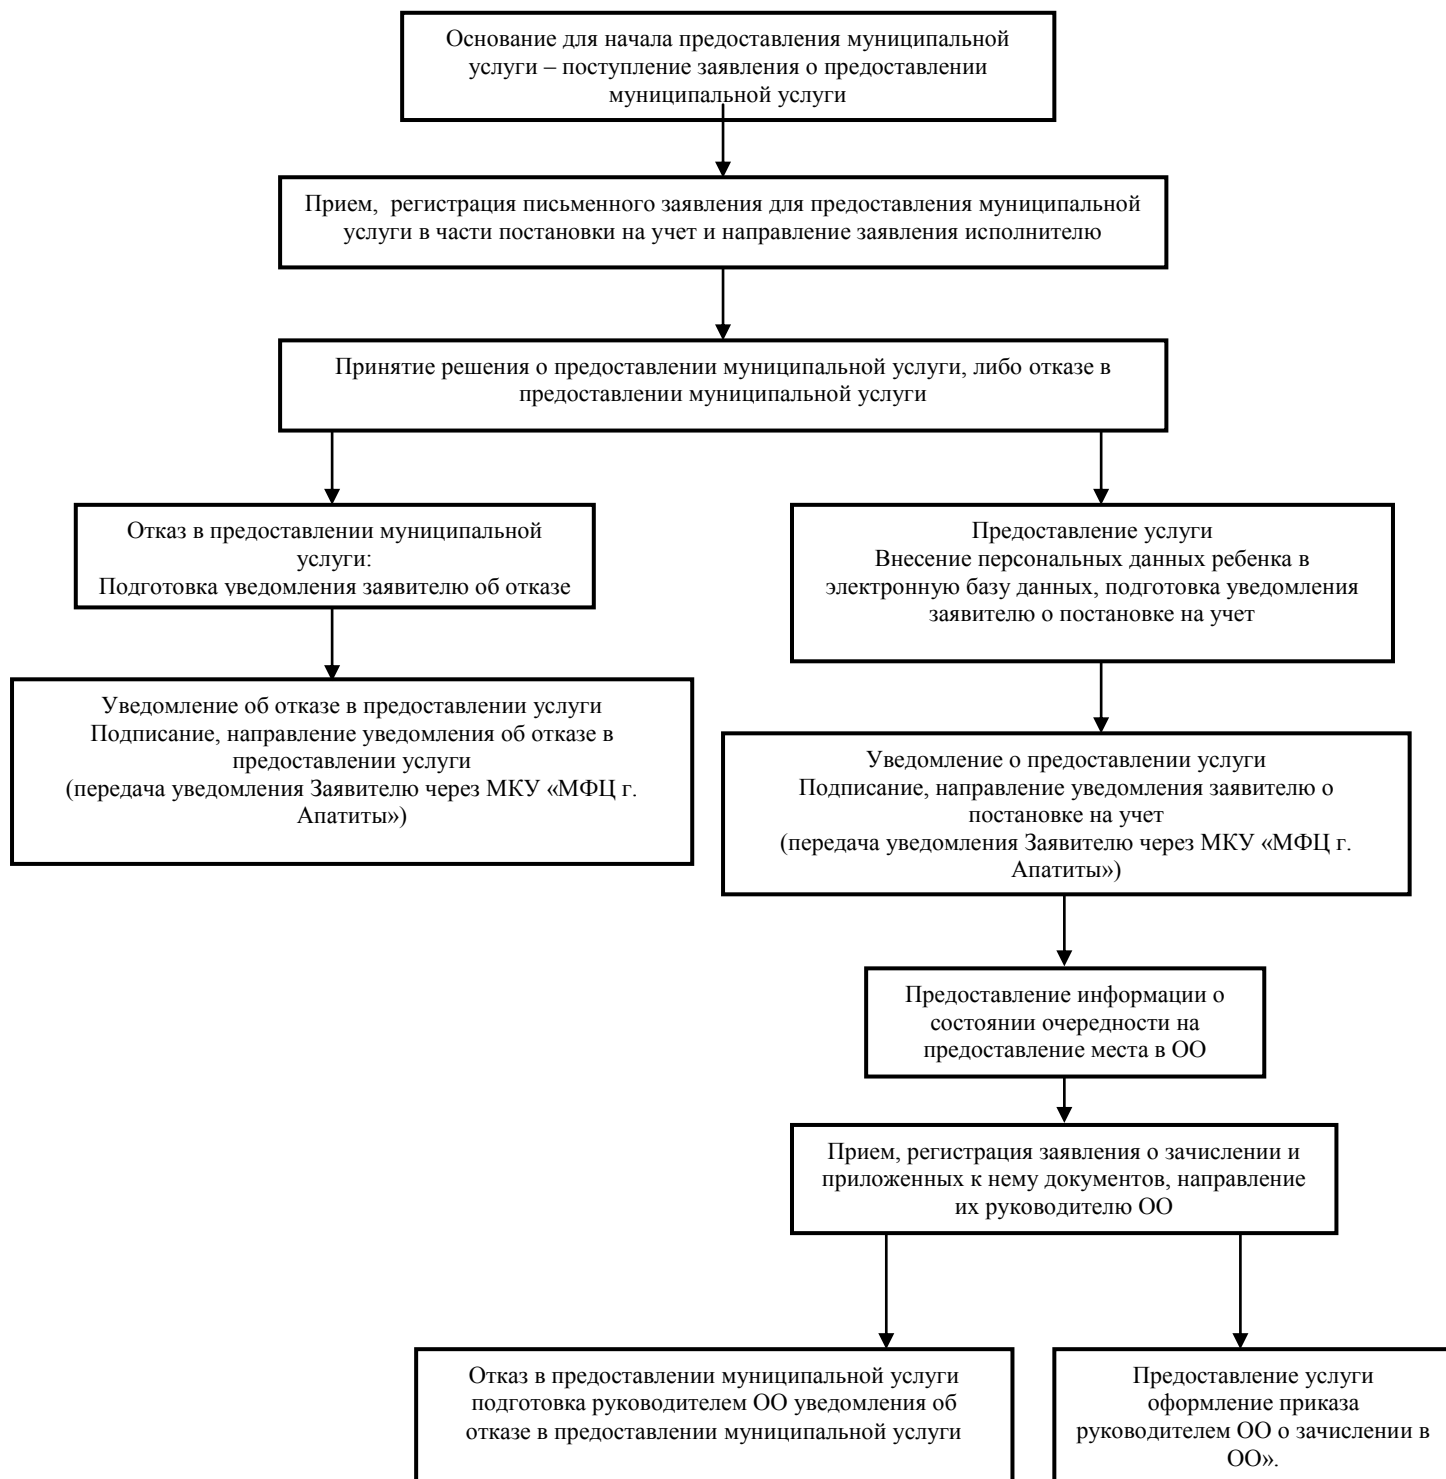 Основание для начала предоставления муниципальной
услуги – поступление заявления о предоставлении
муниципальной услуги
Прием,  регистрация письменного заявления для предоставления муниципальной
услуги в части постановки на учет и направление заявления исполнителю
Принятие решения о предоставлении муниципальной услуги, либо отказе в
предоставлении муниципальной услуги
Отказ в предоставлении муниципальной
услуги:
Подготовка уведомления заявителю об отказе
Предоставление услуги
Внесение персональных данных ребенка в
электронную базу данных, подготовка уведомления
заявителю о постановке на учет
Уведомление об отказе в предоставлении услуги
Подписание, направление уведомления об отказе в
предоставлении услуги
(передача уведомления Заявителю через МКУ «МФЦ г.
Апатиты»)
Уведомление о предоставлении услуги
Подписание, направление уведомления заявителю о
постановке на учет
(передача уведомления Заявителю через МКУ «МФЦ г.
Апатиты»)
Предоставление информации о
состоянии очередности на
предоставление места в ОО
Прием, регистрация заявления о зачислении и
приложенных к нему документов, направление
их руководителю ОО
Отказ в предоставлении муниципальной услуги
подготовка руководителем ОО уведомления об
отказе в предоставлении муниципальной услуги
Предоставление услуги
оформление приказа
руководителем ОО о зачислении в
ОО».